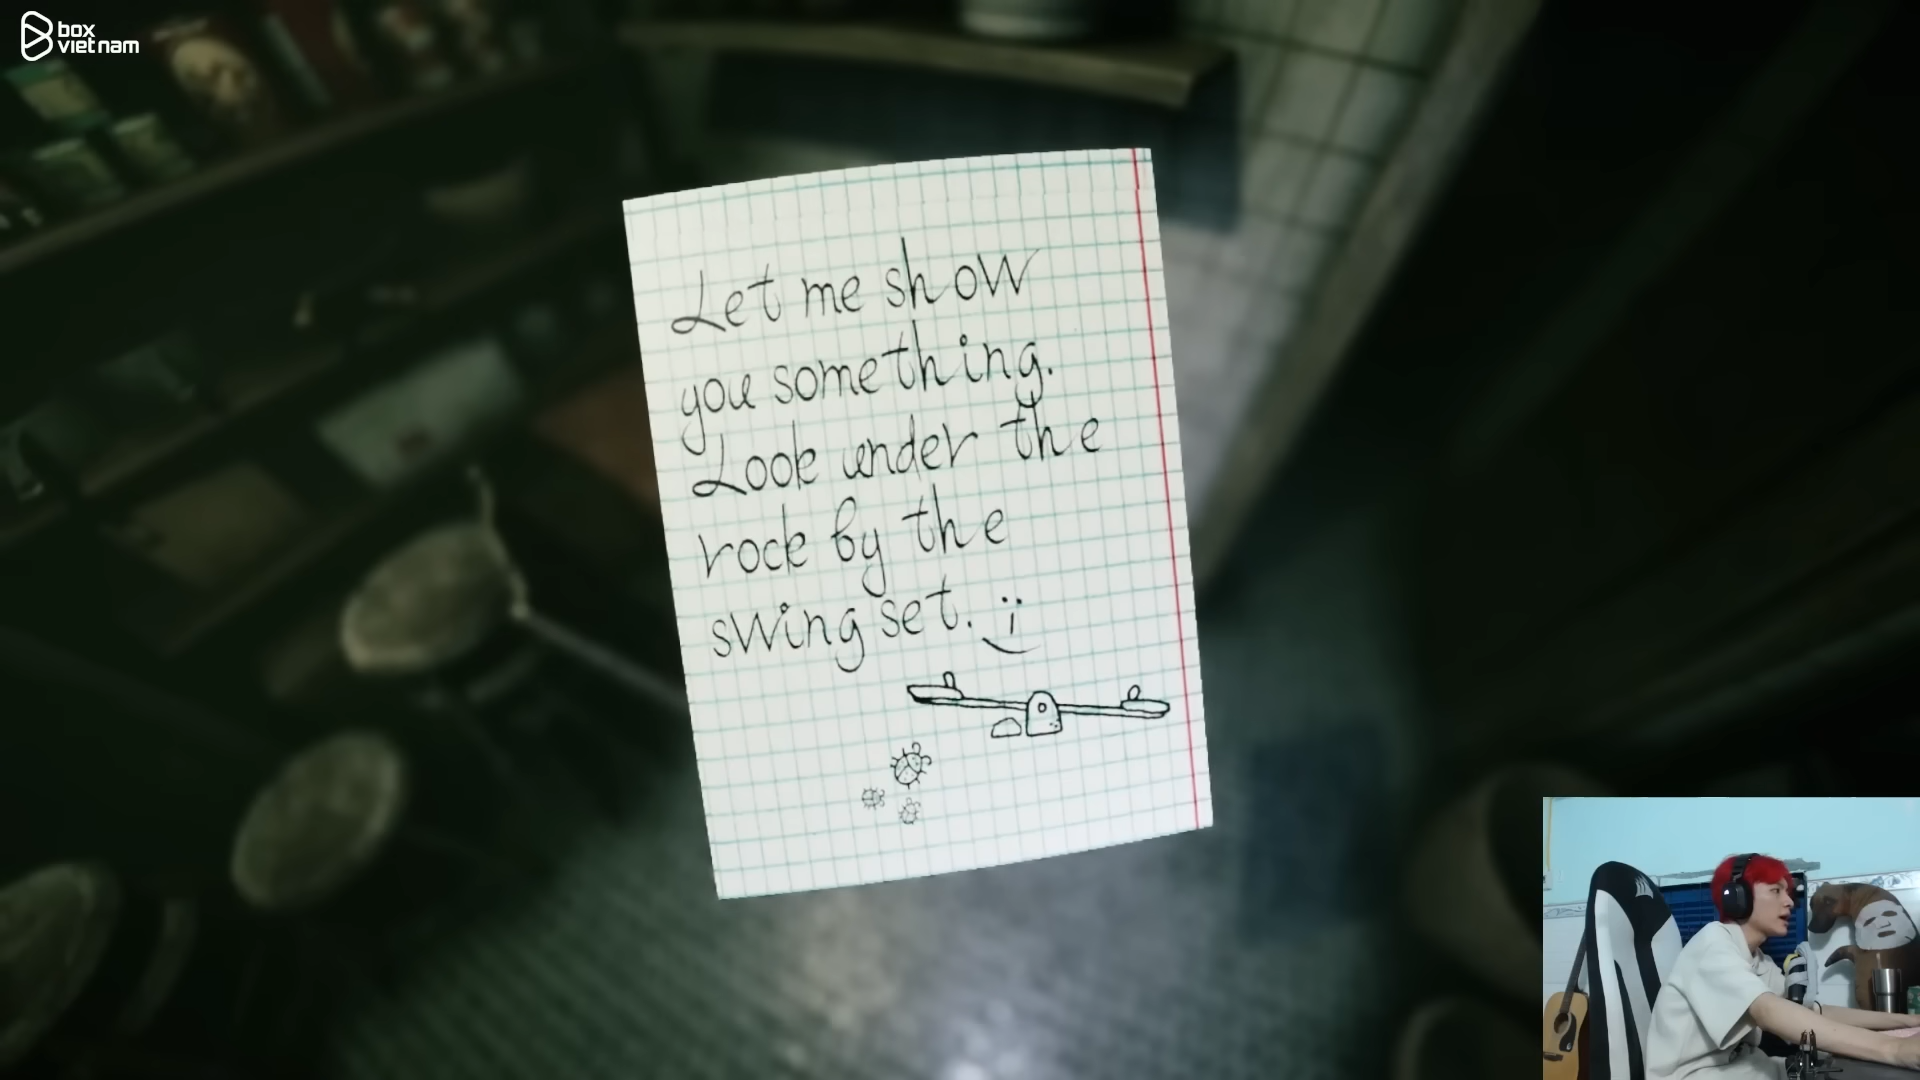 box
vietnam
Let me show
you something.
Look under the
rock by the
swing set.